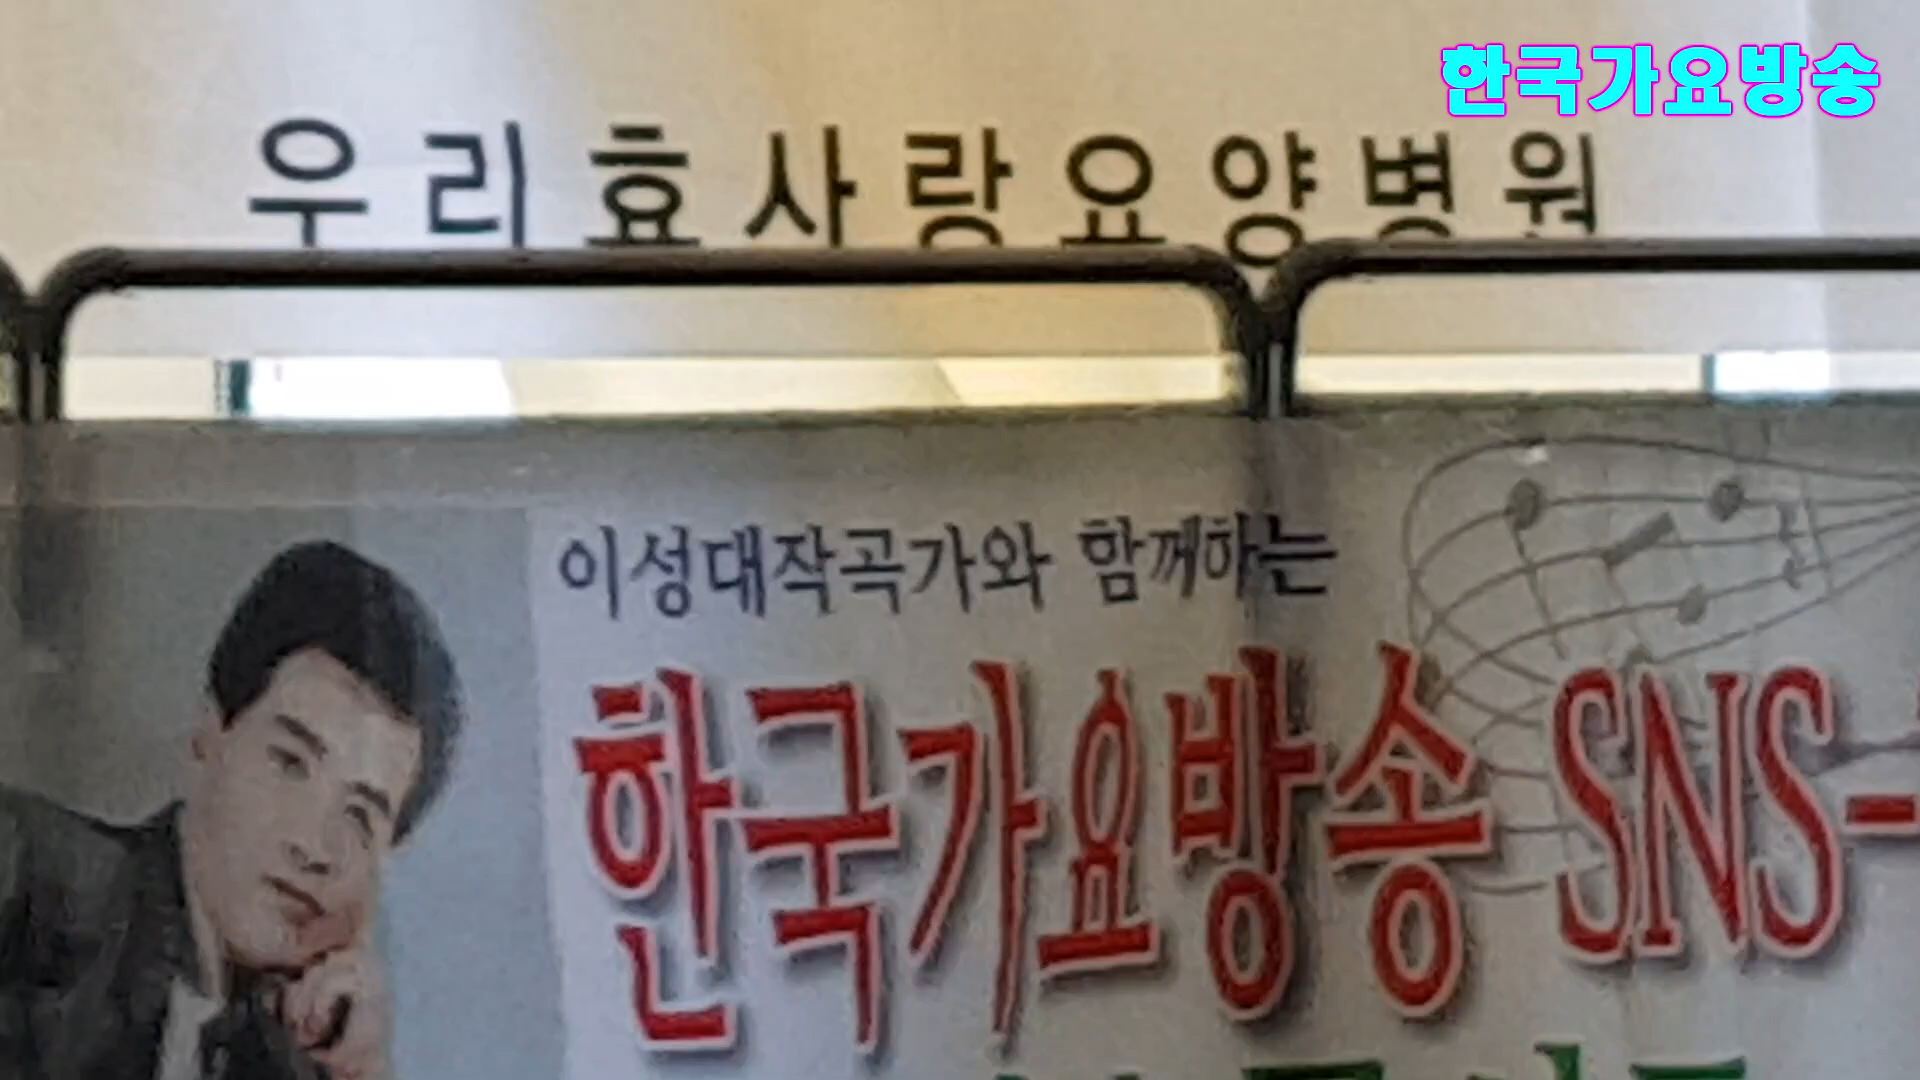 한국가요방송
우리효사랑요양병원
이성대작곡가와 함께하는
한국가요방송 SNS-